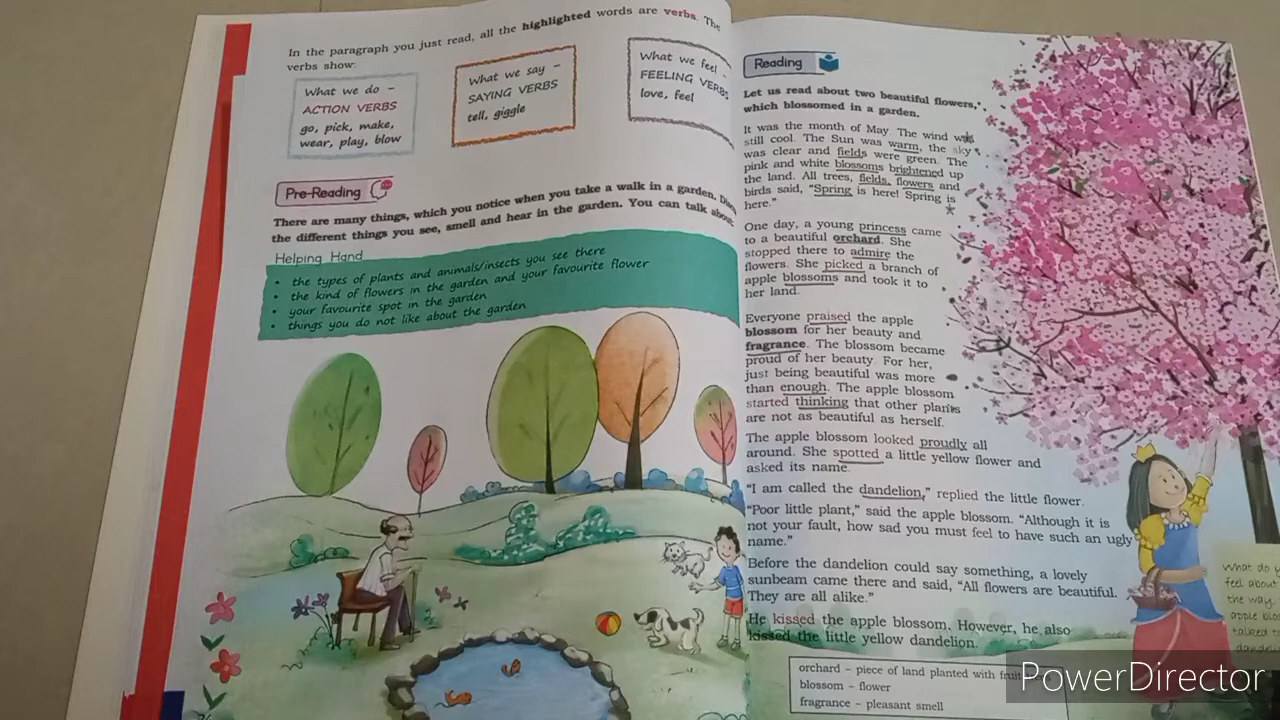 In the paragraph you just read, all the highlighted words are verbs. The
verbs show:
What we do –
ACTION VERBS
go, pick, make,
wear, play, blow
What we say –
SAYING VERBS
tell, giggle
What we feel –
FEELING VERBS
love, feel
Pre-Reading
There are many things, which you notice when you take a walk in a garden.
the different things you see, smell and hear in the garden. You can talk about
Helping Hand
• the types of plants and animals/insects you see there
• the kind of flowers in the garden and your favourite flower
• your favourite spot in the garden
• things you do not like about the garden
Reading
Let us read about two beautiful flowers,
which blossomed in a garden.
It was the month of May. The wind was
still cool. The Sun was warm, the sky
was clear and fields were green. The
pink and white blossoms brightened up
the land. All trees, fields, flowers and
birds said, “Spring is here! Spring is
here.”
One day, a young princess came
to a beautiful orchard. She
stopped there to admire the
flowers. She picked a branch of
apple blossoms and took it to
her land.
Everyone praised the apple
blossom for her beauty and
fragrance. The blossom became
proud of her beauty. For her,
just being beautiful was more
than enough. The apple blossom
started thinking that other plants
are not as beautiful as herself.
The apple blossom looked proudly all
around. She spotted a little yellow flower and
asked its name.
“I am called the dandelion,” replied the little flower.
“Poor little plant,” said the apple blossom. “Although it is
not your fault, how sad you must feel to have such an ugly
name.”
Before the dandelion could say something, a lovely
sunbeam came there and said, “All flowers are beautiful.
They are all alike.”
He kissed the apple blossom. However, he also
kissed the little yellow dandelion.
What do
feel about
the way,
apple
talked
orchard – piece of land planted with fruit
blossom – flower
fragrance – pleasant smell
PowerDirector